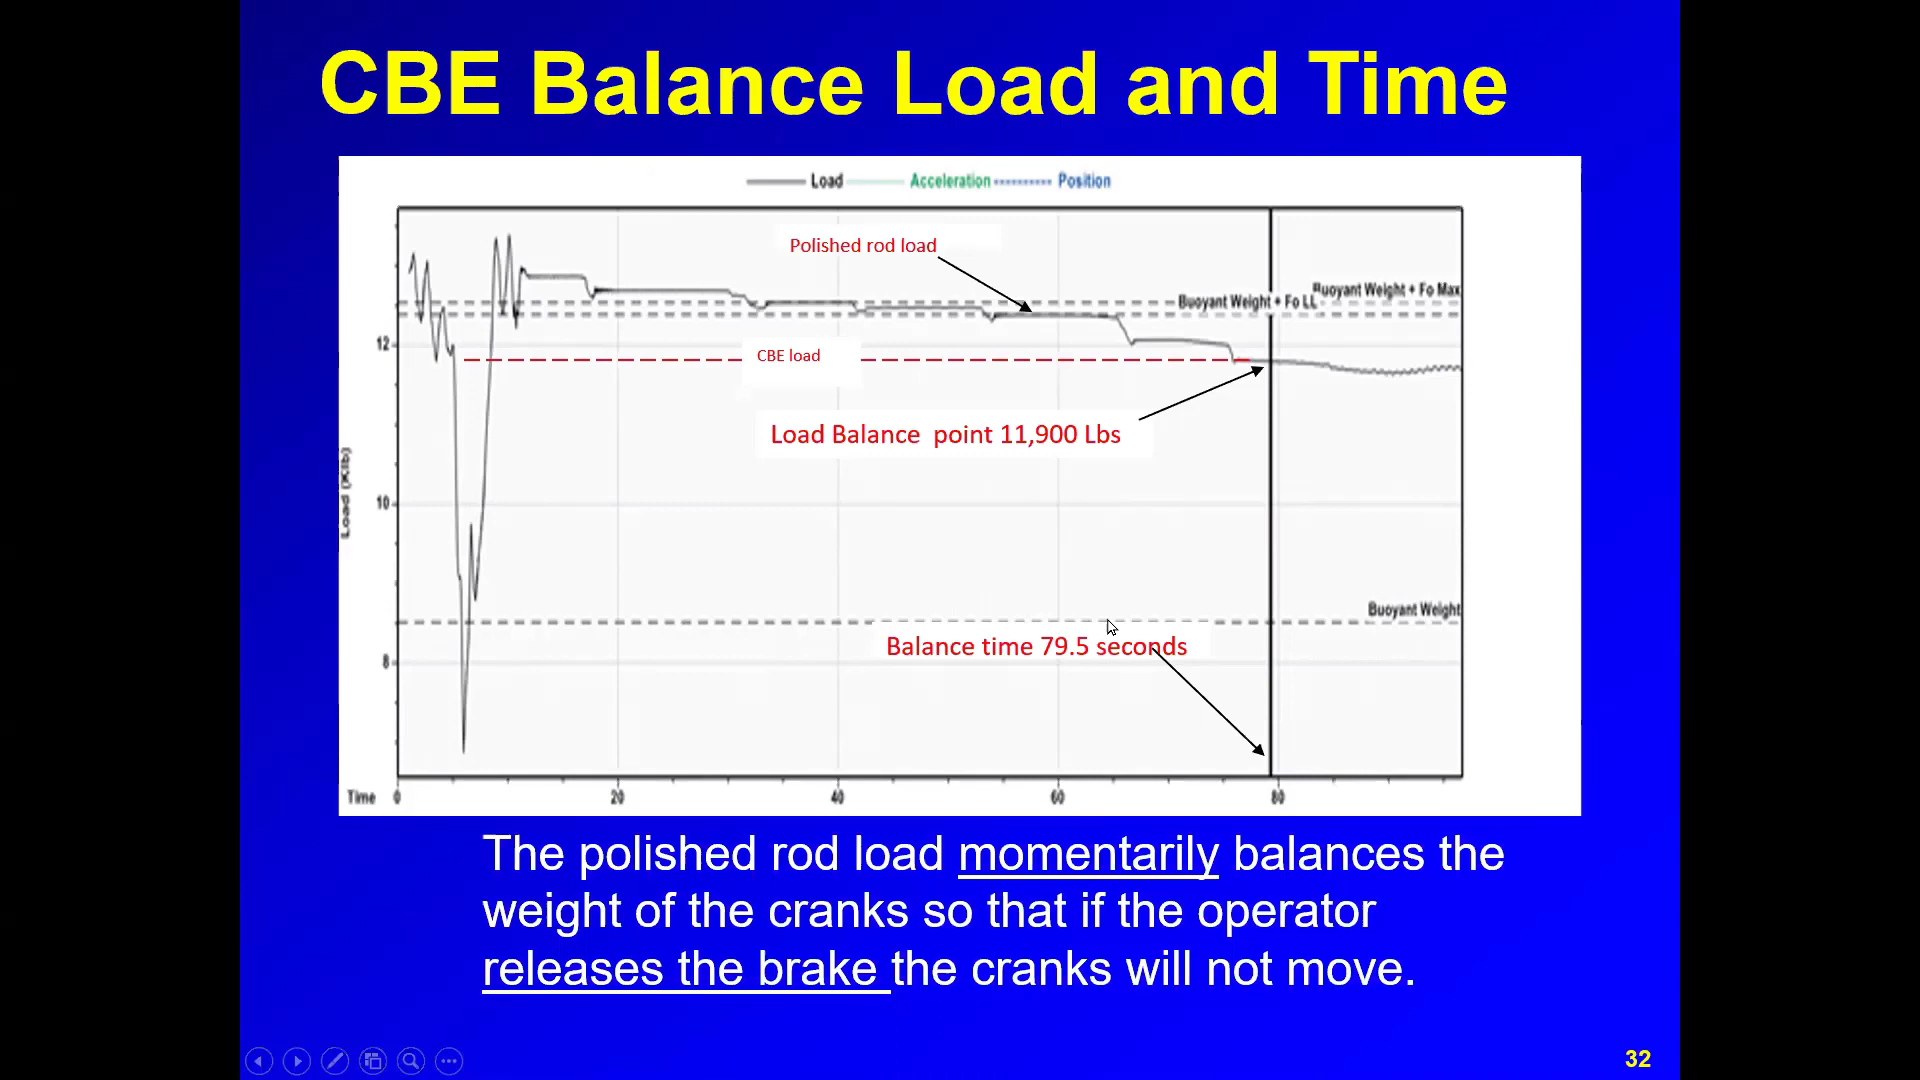 CBE Balance Load and Time
Load Acceleration Position
Polished rod load
Buoyant Weight + Fo Max
Buoyant Weight + Fo LL
12
CBE load
Load Balance point 11,900 Lbs
Load (Klb)
10
Buoyant Weight
Balance time 79.5 seconds
8
Time 0 20 40 60 80
The polished rod load momentarily balances the
weight of the cranks so that if the operator
releases the brake the cranks will not move.
32